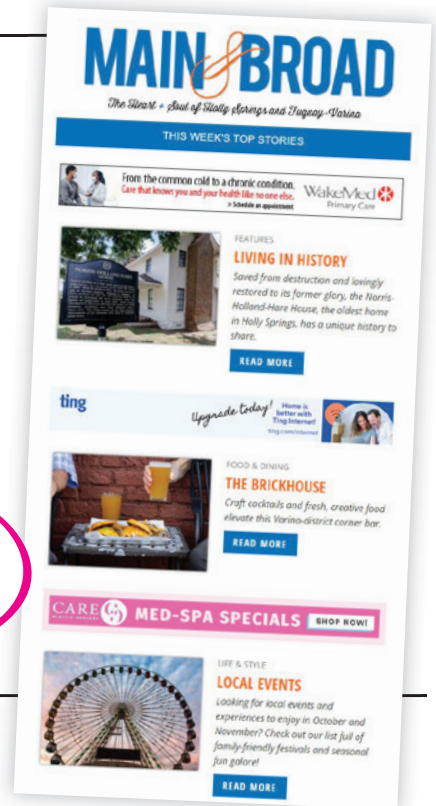 MAIN & BROAD
The Heart + Soul of Holly Springs and Fuquay-Varina
THIS WEEK'S TOP STORIES
From the common cold to a chronic condition.
Care that knows you and your health like no one else.
» Schedule an appointment
WakeMed
Primary Care
FEATURES
LIVING IN HISTORY
Saved from destruction and lovingly
restored to its former glory, the Norris-
Holland-Hare House, the oldest home
in Holly Springs, has a unique history to
share.
READ MORE
ting
Upgrade today!
Home is
better with
Ting Internet!
ting.com/internet
FOOD & DINING
THE BRICKHOUSE
Craft cocktails and fresh, creative food
elevate this Varina-district corner bar.
READ MORE
CARE
MED-SPA SPECIALS
SHOP NOW!
LIFE & STYLE
LOCAL EVENTS
Looking for local events and
experiences to enjoy in October and
November? Check out our list full of
family-friendly festivals and seasonal
fun galore!
READ MORE